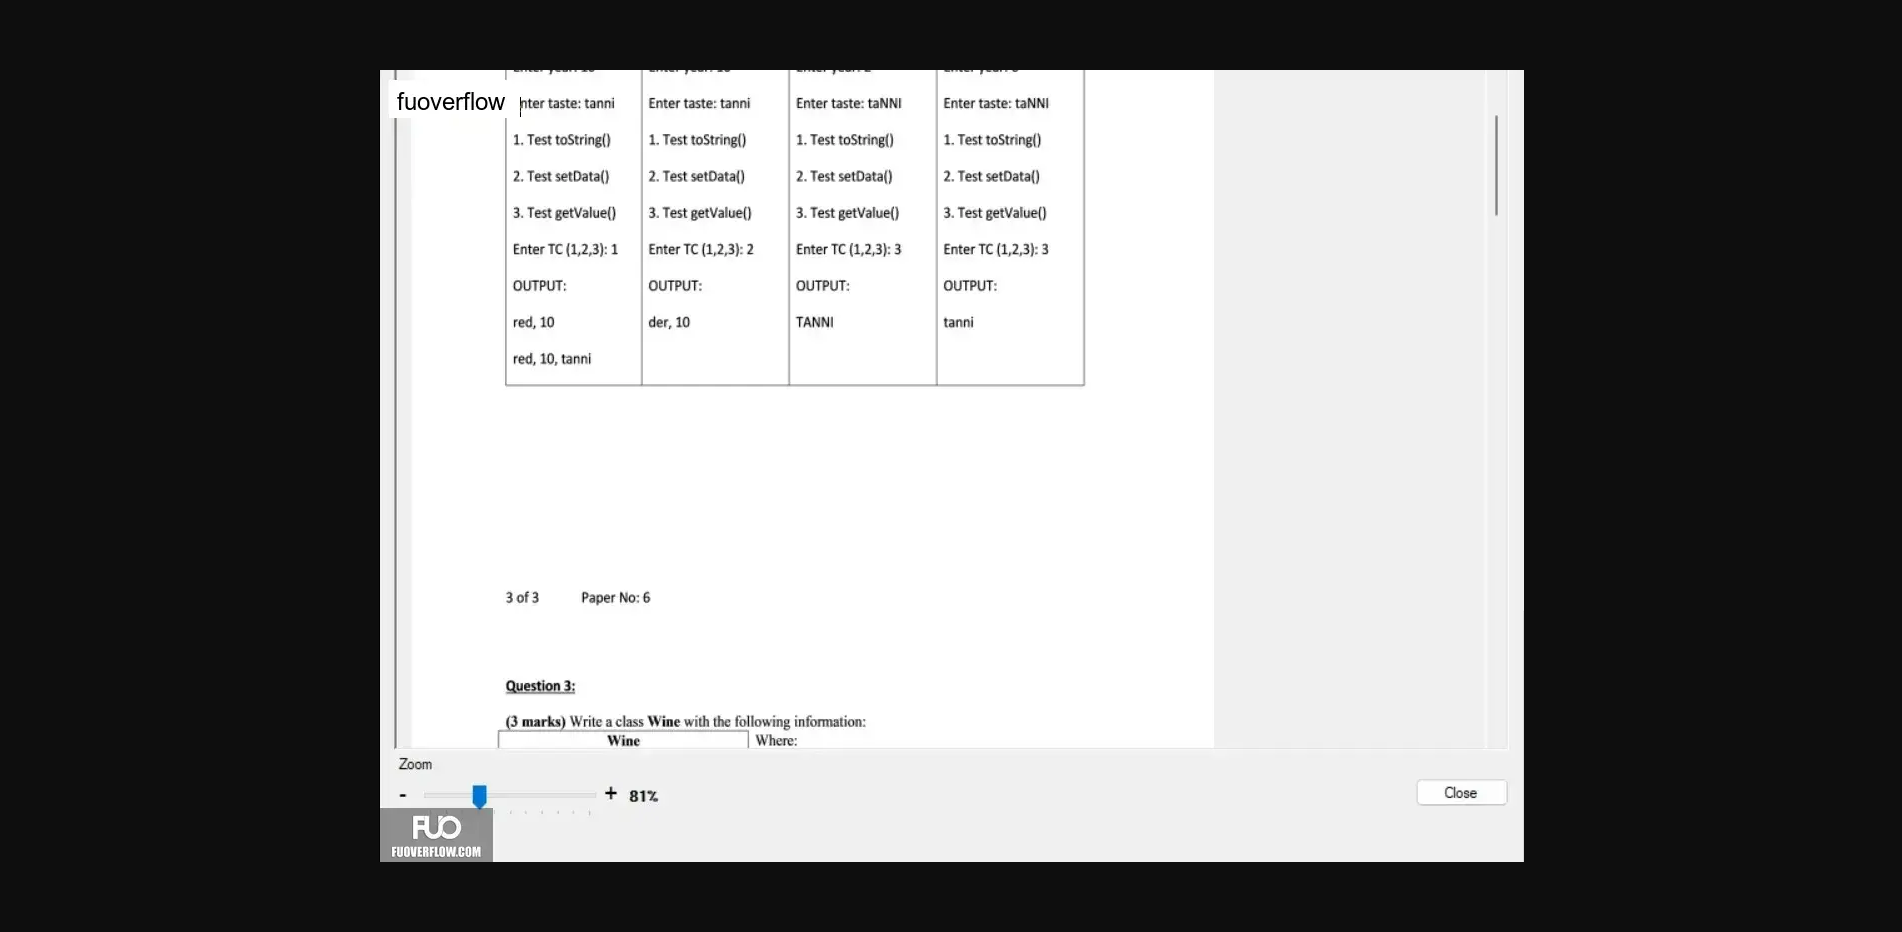 fuoverflow
nter taste: tanni
Enter taste: tanni
Enter taste: taNNI
Enter taste: taNNI
1. Test toString()
1. Test toString()
1. Test toString()
1. Test toString()
2. Test setData()
2. Test setData()
2. Test setData()
2. Test setData()
3. Test getValue()
3. Test getValue()
3. Test getValue()
3. Test getValue()
Enter TC (1,2,3): 1
Enter TC (1,2,3): 2
Enter TC (1,2,3): 3
Enter TC (1,2,3): 3
OUTPUT:
OUTPUT:
OUTPUT:
OUTPUT:
red, 10
der, 10
TANNI
tanni
red, 10, tanni
3 of 3 Paper No: 6
Question 3:
(3 marks) Write a class Wine with the following information:
Wine
Where:
Zoom
- + 81%
Close
FUO
FUOVERFLOW.COM